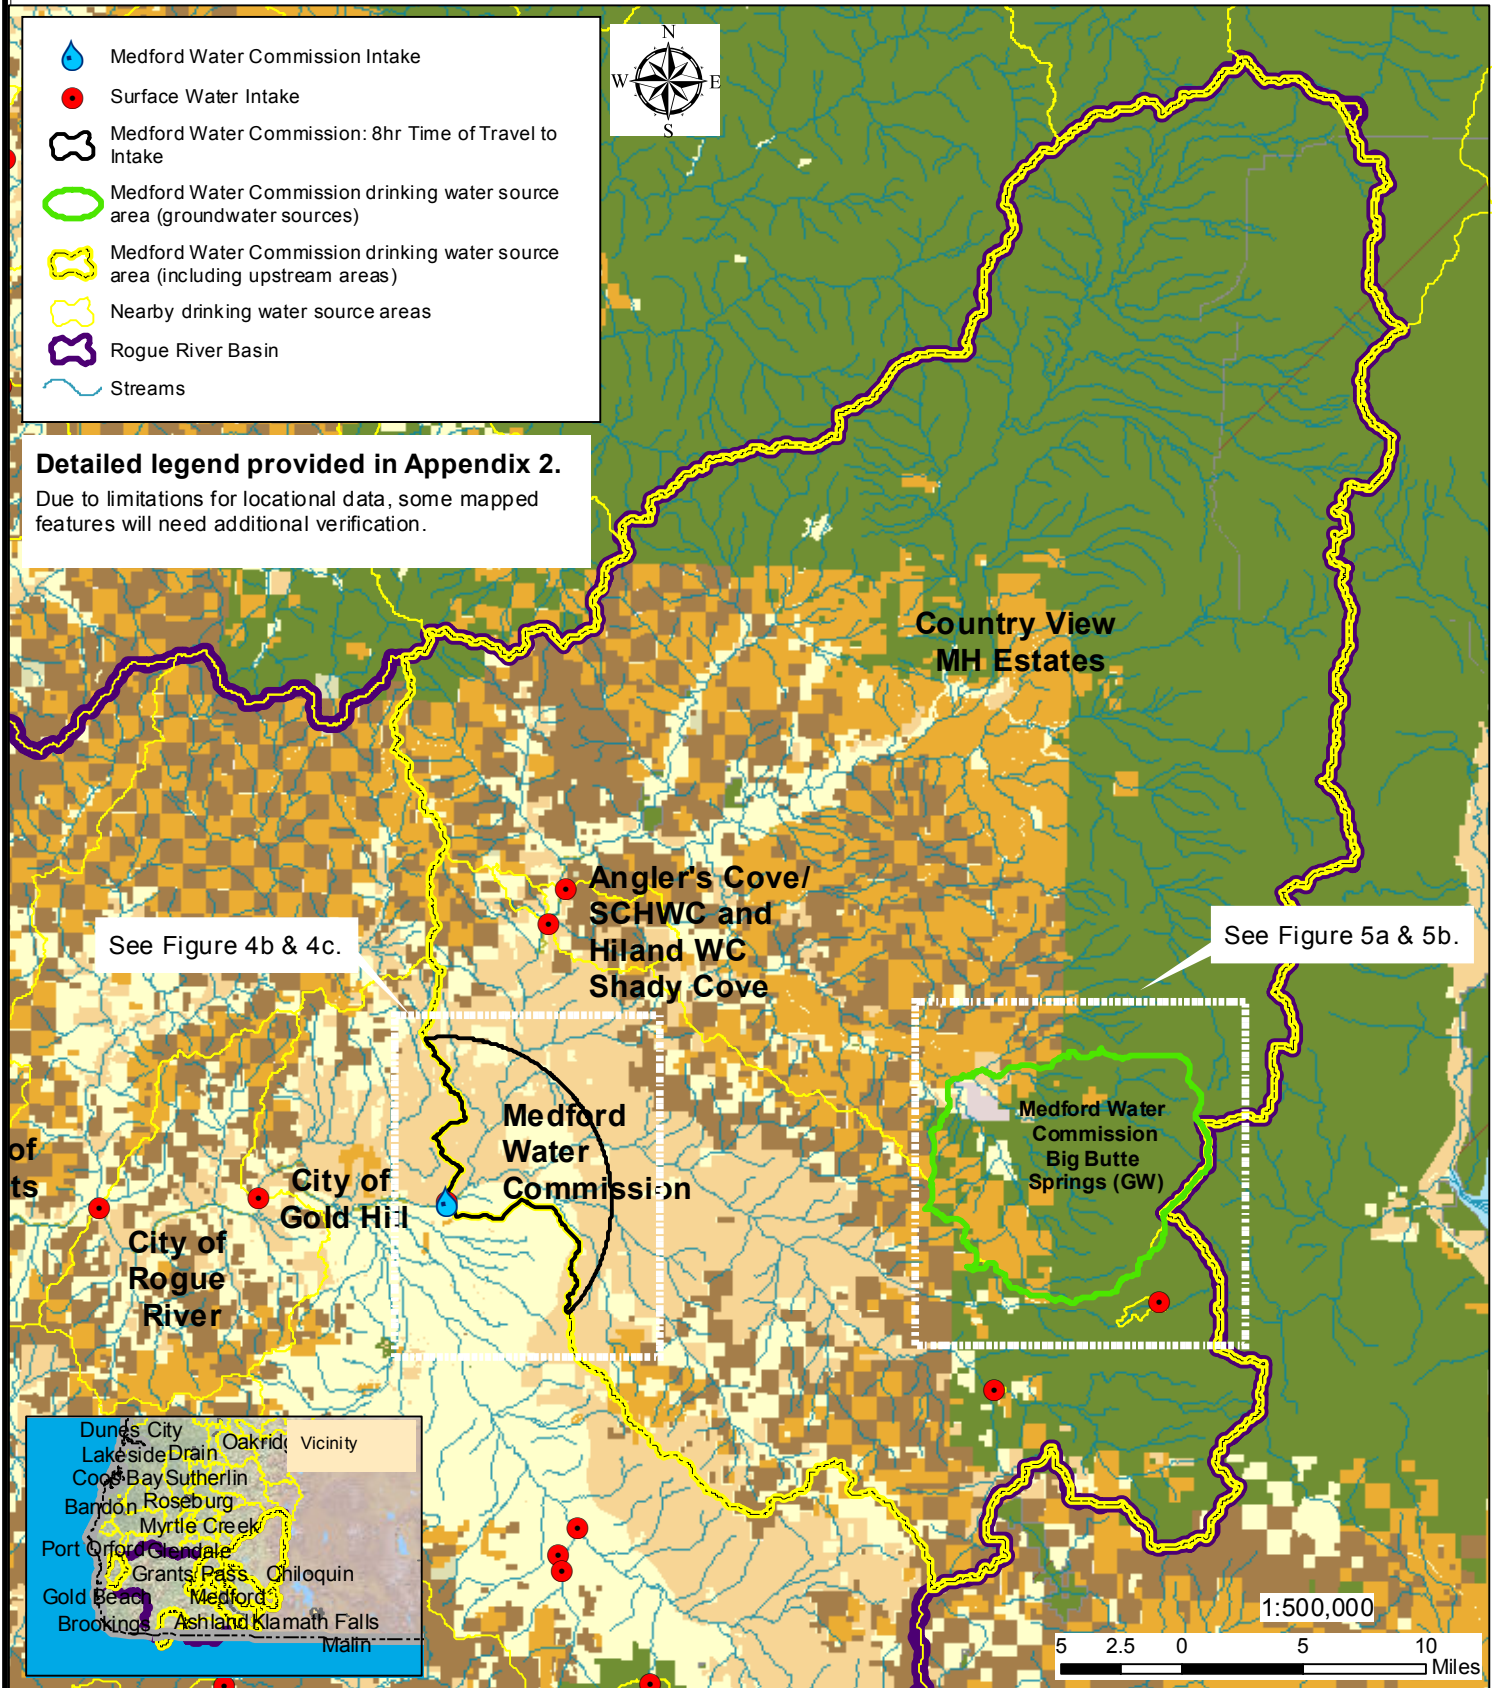 Medford Water Commission Intake
Surface Water Intake
Medford Water Commission: 8hr Time of Travel to
Intake
Medford Water Commission drinking water source
area (groundwater sources)
Medford Water Commission drinking water source
area (including upstream areas)
Nearby drinking water source areas
Rogue River Basin
Streams
N
W E
S
Detailed legend provided in Appendix 2.
Due to limitations for locational data, some mapped
features will need additional verification.
Country View
MH Estates
Angler's Cove/
SCHWC and
Hiland WC
Shady Cove
See Figure 4b & 4c.
See Figure 5a & 5b.
Medford
Water
Commission
Medford Water
Commission
Big Butte
Springs (GW)
of
ts
City of
Gold Hill
City of
Rogue
River
Vicinity
Dunes City
Oakridg
Lakeside Drain
Coos Bay Sutherlin
Bandon Roseburg
Myrtle Creek
Port Orford Glendale
Grants Pass Chiloquin
Gold Beach Medford
Brookings Ashland Klamath Falls
Malin
1:500,000
5 2.5 0 5 10
Miles